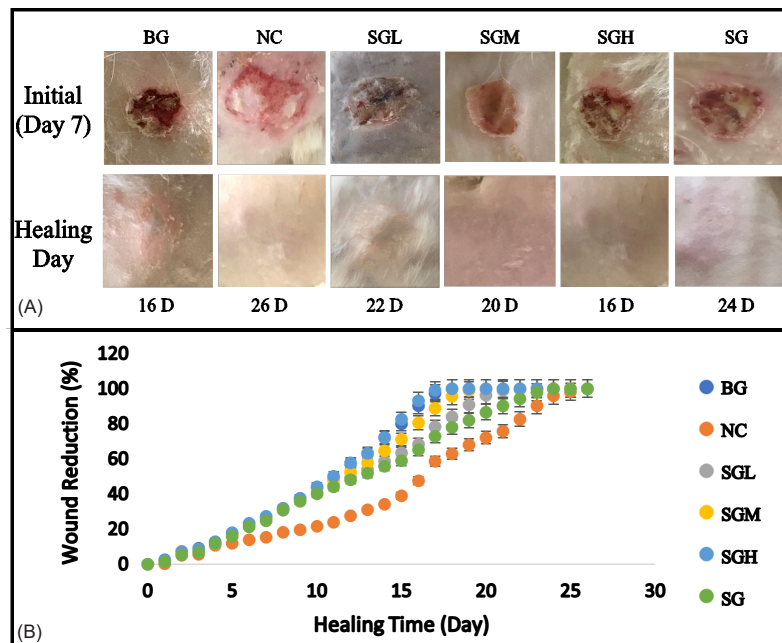 BG NC SGL SGM SGH SG
Initial
(Day 7)
Healing
Day
(A) 16 D 26 D 22 D 20 D 16 D 24 D
120
100
80
60
40
20
0
Wound Reduction (%)
0 5 10 15 20 25 30
Healing Time (Day)
BG
NC
SGL
SGM
SGH
SG
(B)